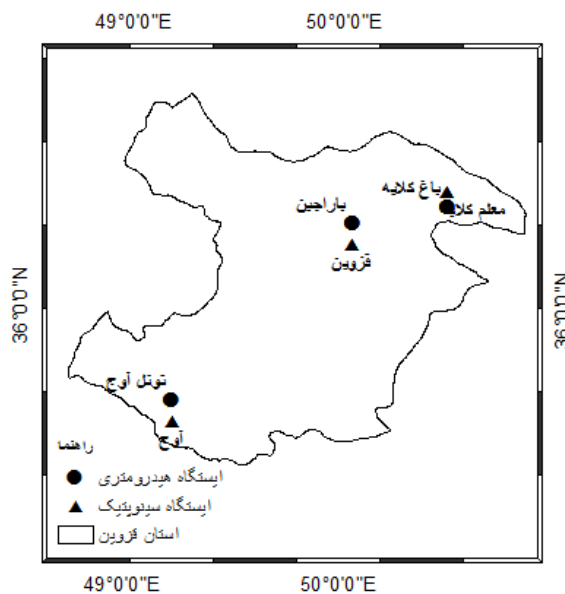 49°0'0"E 50°0'0"E
باغ کلایه
معلم کلایه
باراجین
قزوین
36°0'0"N 36°0'0"N
تونل آوج
آوج
راهنما
ایستگاه هیدرومتری
ایستگاه سینوپتیک
استان قزوین
49°0'0"E 50°0'0"E